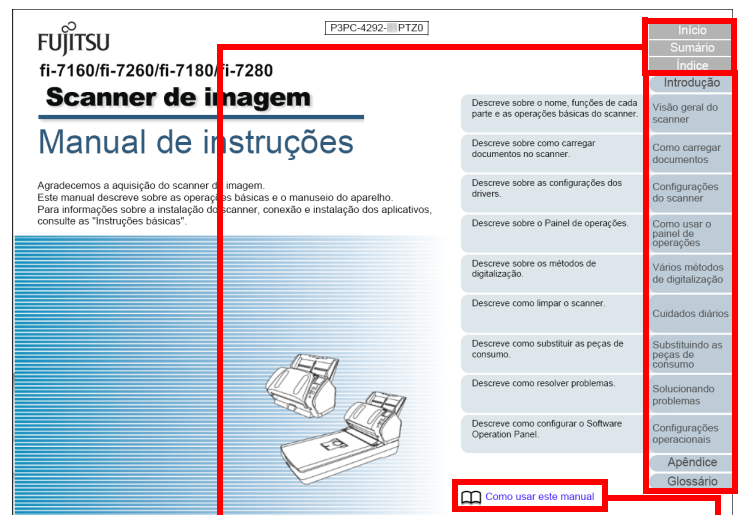 FUJITSU
P3PC-4292-PTZ0
fi-7160/fi-7260/fi-7180/fi-7280
Scanner de imagem
Manual de instruções
Agradecemos a aquisição do scanner de imagem.
Este manual descreve sobre as operações básicas e o manuseio do aparelho.
Para informações sobre a instalação do scanner, conexão e instalação dos aplicativos,
consulte as "Instruções básicas".
Início
Sumário
Índice
Introdução
Descreve sobre o nome, funções de cada
parte e as operações básicas do scanner.
Visão geral do
scanner
Descreve sobre como carregar
documentos no scanner.
Como carregar
documentos
Descreve sobre as configurações dos
drivers.
Configurações
do scanner
Descreve sobre o Painel de operações.
Como usar o
painel de
operações
Descreve sobre os métodos de
digitalização.
Vários métodos
de digitalização
Descreve como limpar o scanner.
Cuidados diários
Descreve como substituir as peças de
consumo.
Substituindo as
peças de
consumo
Descreve como resolver problemas.
Solucionando
problemas
Descreve como configurar o Software
Operation Panel.
Configurações
operacionais
Apêndice
Glossário
Como usar este manual